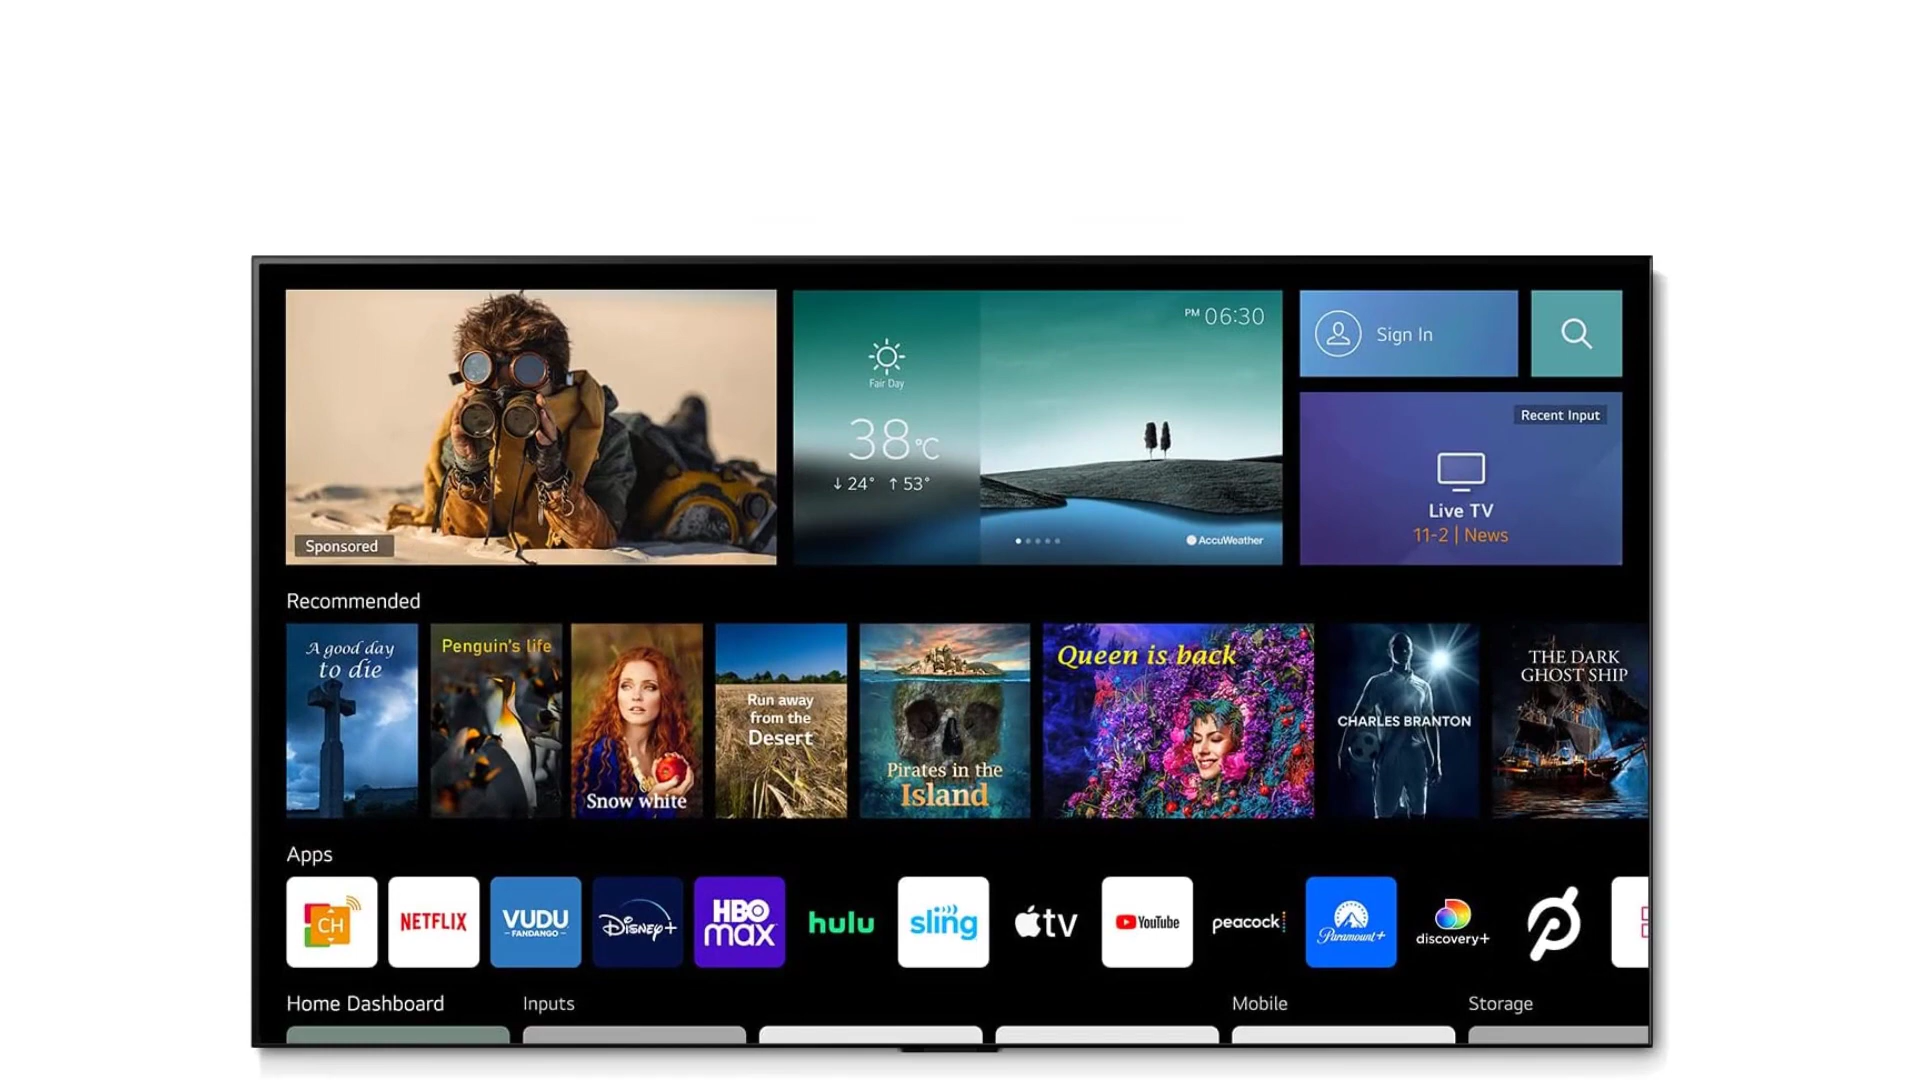 PM 06:30
Sign In
Fair Day
38°C
↓ 24° ↑ 53°
Recent Input
Live TV
11-2 | News
Sponsored
AccuWeather
Recommended
A good day
to die
Penguin's life
Snow white
Run away
from the
Desert
Pirates in the
Island
Queen is back
CHARLES BRANTON
THE DARK
GHOST SHIP
Apps
CH
NETFLIX
VUDU
FANDANGO
Disney+
HBO
max
hulu
sling
tv
YouTube
peacock
Paramount+
discovery+
Home Dashboard
Inputs
Mobile
Storage